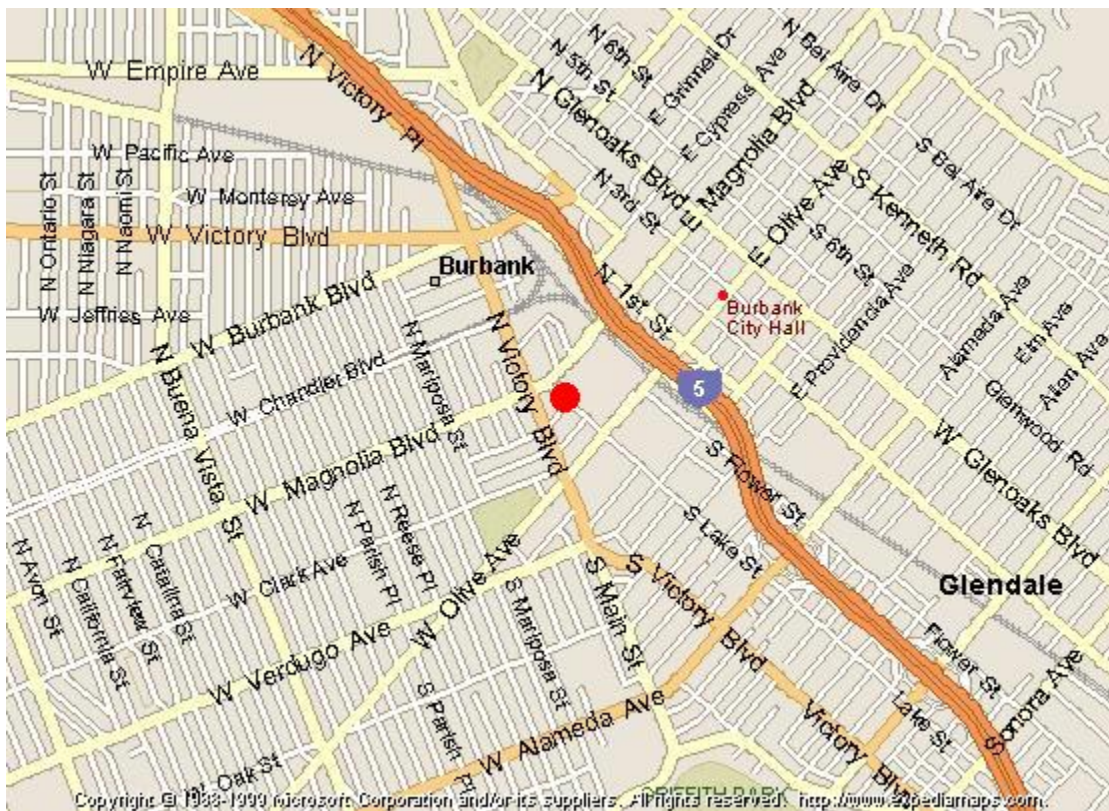 W Empire Ave
N Victory Pl
N 6th St
N 5th St
E Grinnell Dr
E Cypress Ave
N Bel Aire Dr
N Glenoaks Blvd
E Magnolia Blvd
W Pacific Ave
N 3rd St
S Bel Aire Dr
W Monterey Ave
E Olive Ave
S Kenneth Rd
N Ontario St
N Niagara St
N Naomi St
W Victory Blvd
S 6th St
Burbank
N 1st St
Burbank
City Hall
E Providencia Ave
Alameda Ave
Elm Ave
Allen Ave
W Jeffries Ave
W Burbank Blvd
N Buena Vista St
W Chandler Blvd
N Mariposa St
N Victory Blvd
5
Glenwood Rd
W Magnolia Blvd
W Glenoaks Blvd
S Flower St
N Reese Pl
N Parish Pl
S Lake St
N Avon St
N California St
N Fairview St
N Catalina St
W Clark Ave
W Olive Ave
S Mariposa St
S Main St
S Victory Blvd
Glendale
W Verdugo Ave
Flower St
S Parish Pl
W Alameda Ave
Victory Blvd
Lake St
Sonora Ave
W Oak St
GRIFFITH PARK
Copyright © 1988-1999 Microsoft Corporation and/or its suppliers. All rights reserved. http://www.expediamaps.com